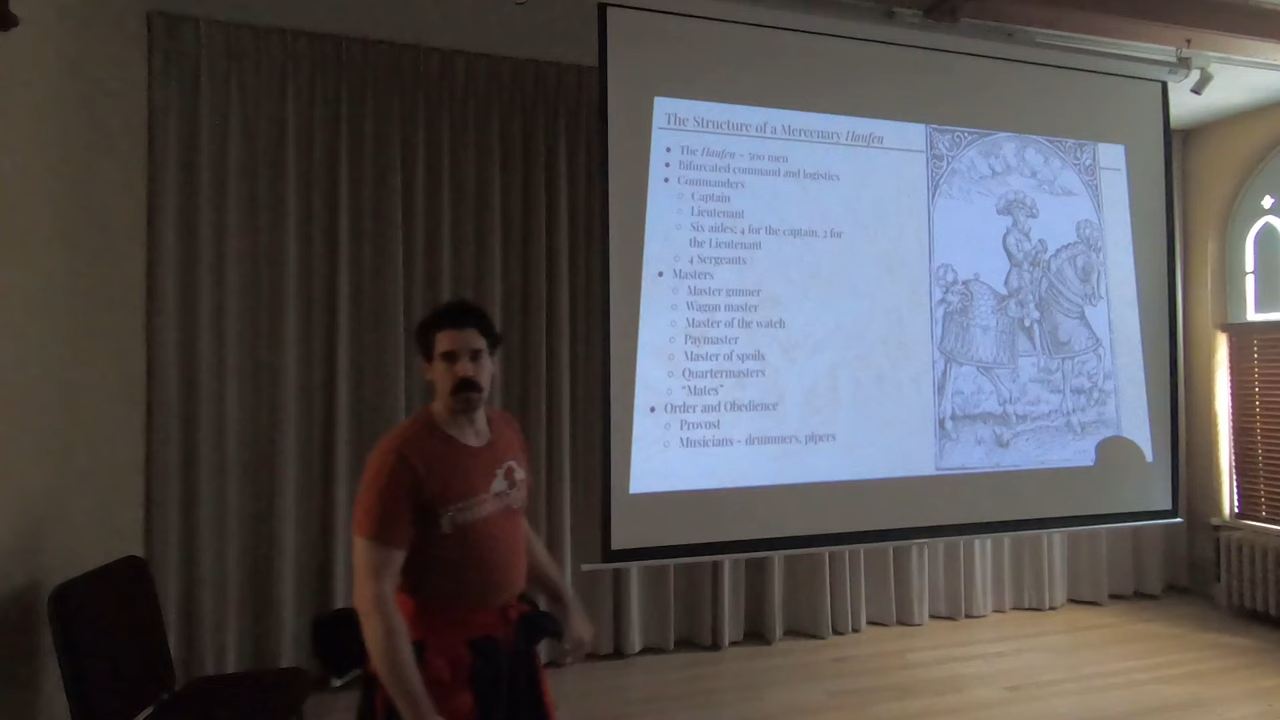 The Structure of a Mercenary Haufen
The Haufen ~ 500 men
Bifurcated command and logistics
Commanders
Captain
Lieutenant
Six aides; 4 for the captain, 2 for
the Lieutenant
4 Sergeants
Masters
Master gunner
Wagon master
Master of the watch
Paymaster
Master of spoils
Quartermasters
"Mates"
Order and Obedience
Provost
Musicians - drummers, pipers